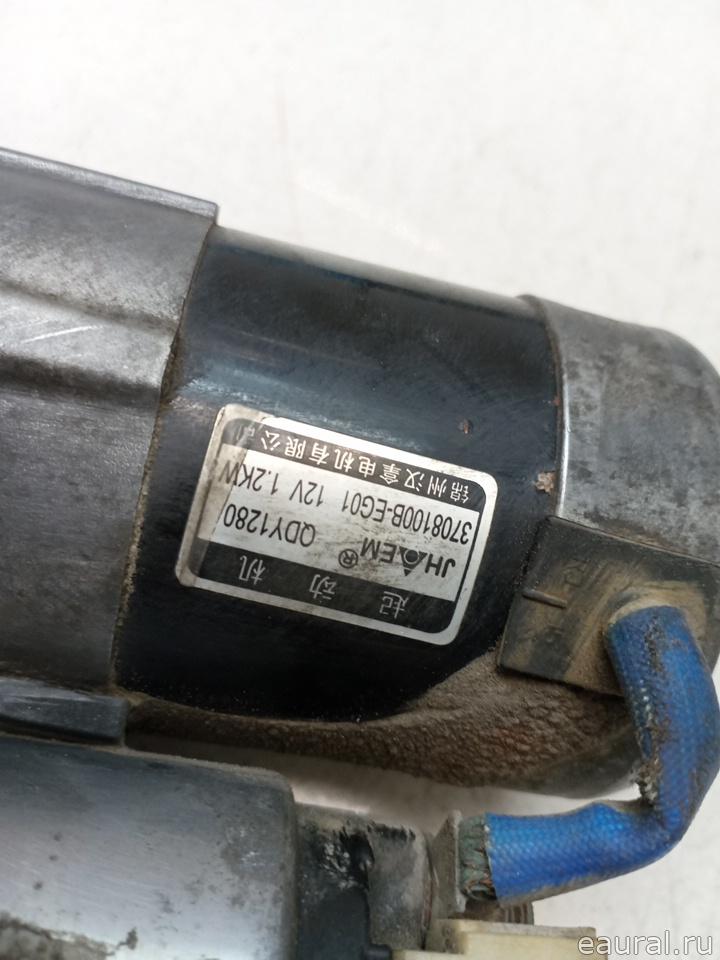 起动机
JHAEM® QDY1280
3708100B-EG01 12V 1.2KW
锦州汉拿电机有限公司
eaural.ru